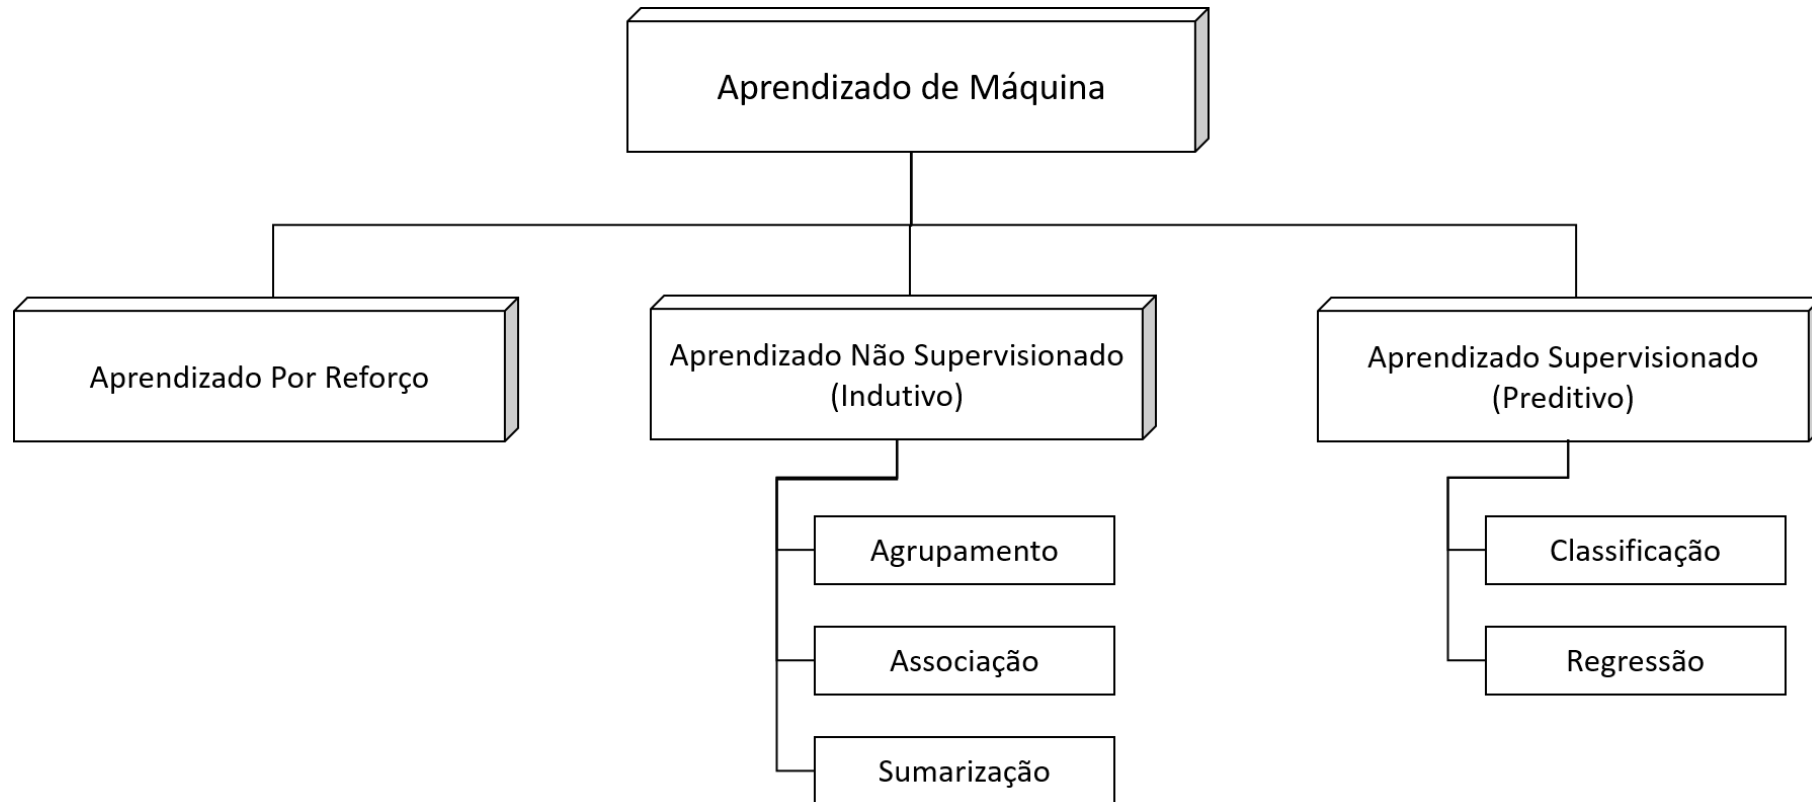 Aprendizado de Máquina
Aprendizado Por Reforço
Aprendizado Não Supervisionado
(Indutivo)
Agrupamento
Associação
Sumarização
Aprendizado Supervisionado
(Preditivo)
Classificação
Regressão